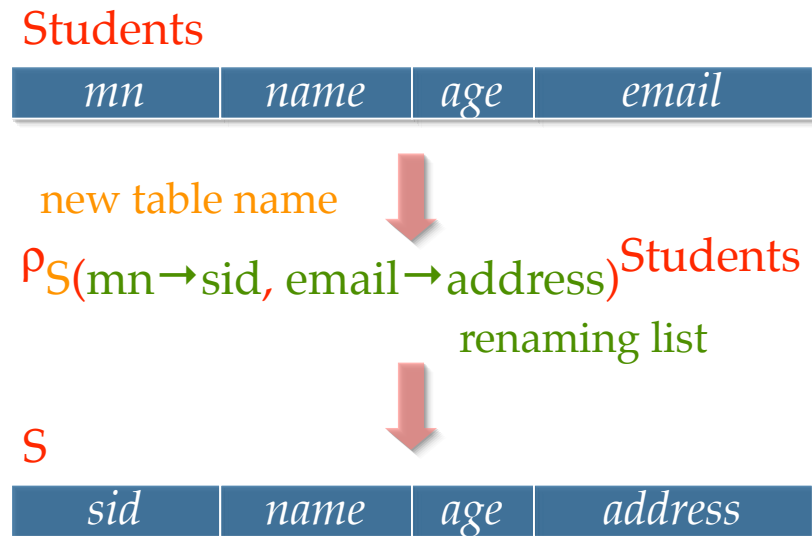 Students
mn name age email
new table name
ρS(mn→sid, email→address)Students
renaming list
S
sid name age address